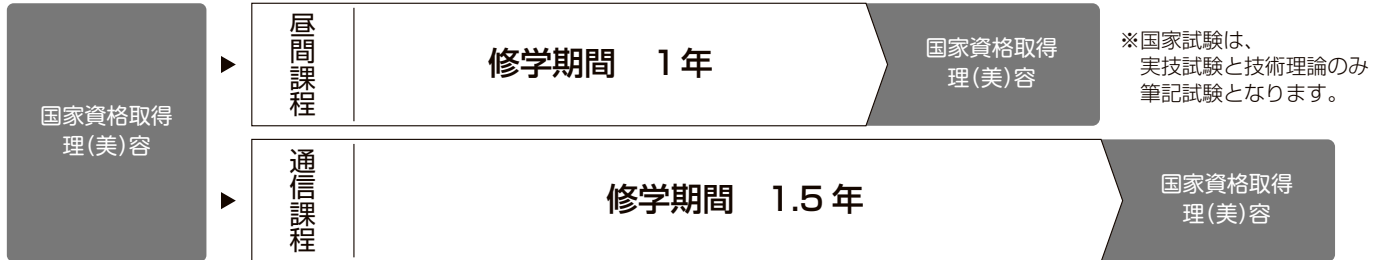 国家資格取得
理(美)容
▶
昼間課程
修学期間　1年
国家資格取得
理(美)容
※国家試験は、
実技試験と技術理論のみ
筆記試験となります。
▶
通信課程
修学期間　1.5年
国家資格取得
理(美)容